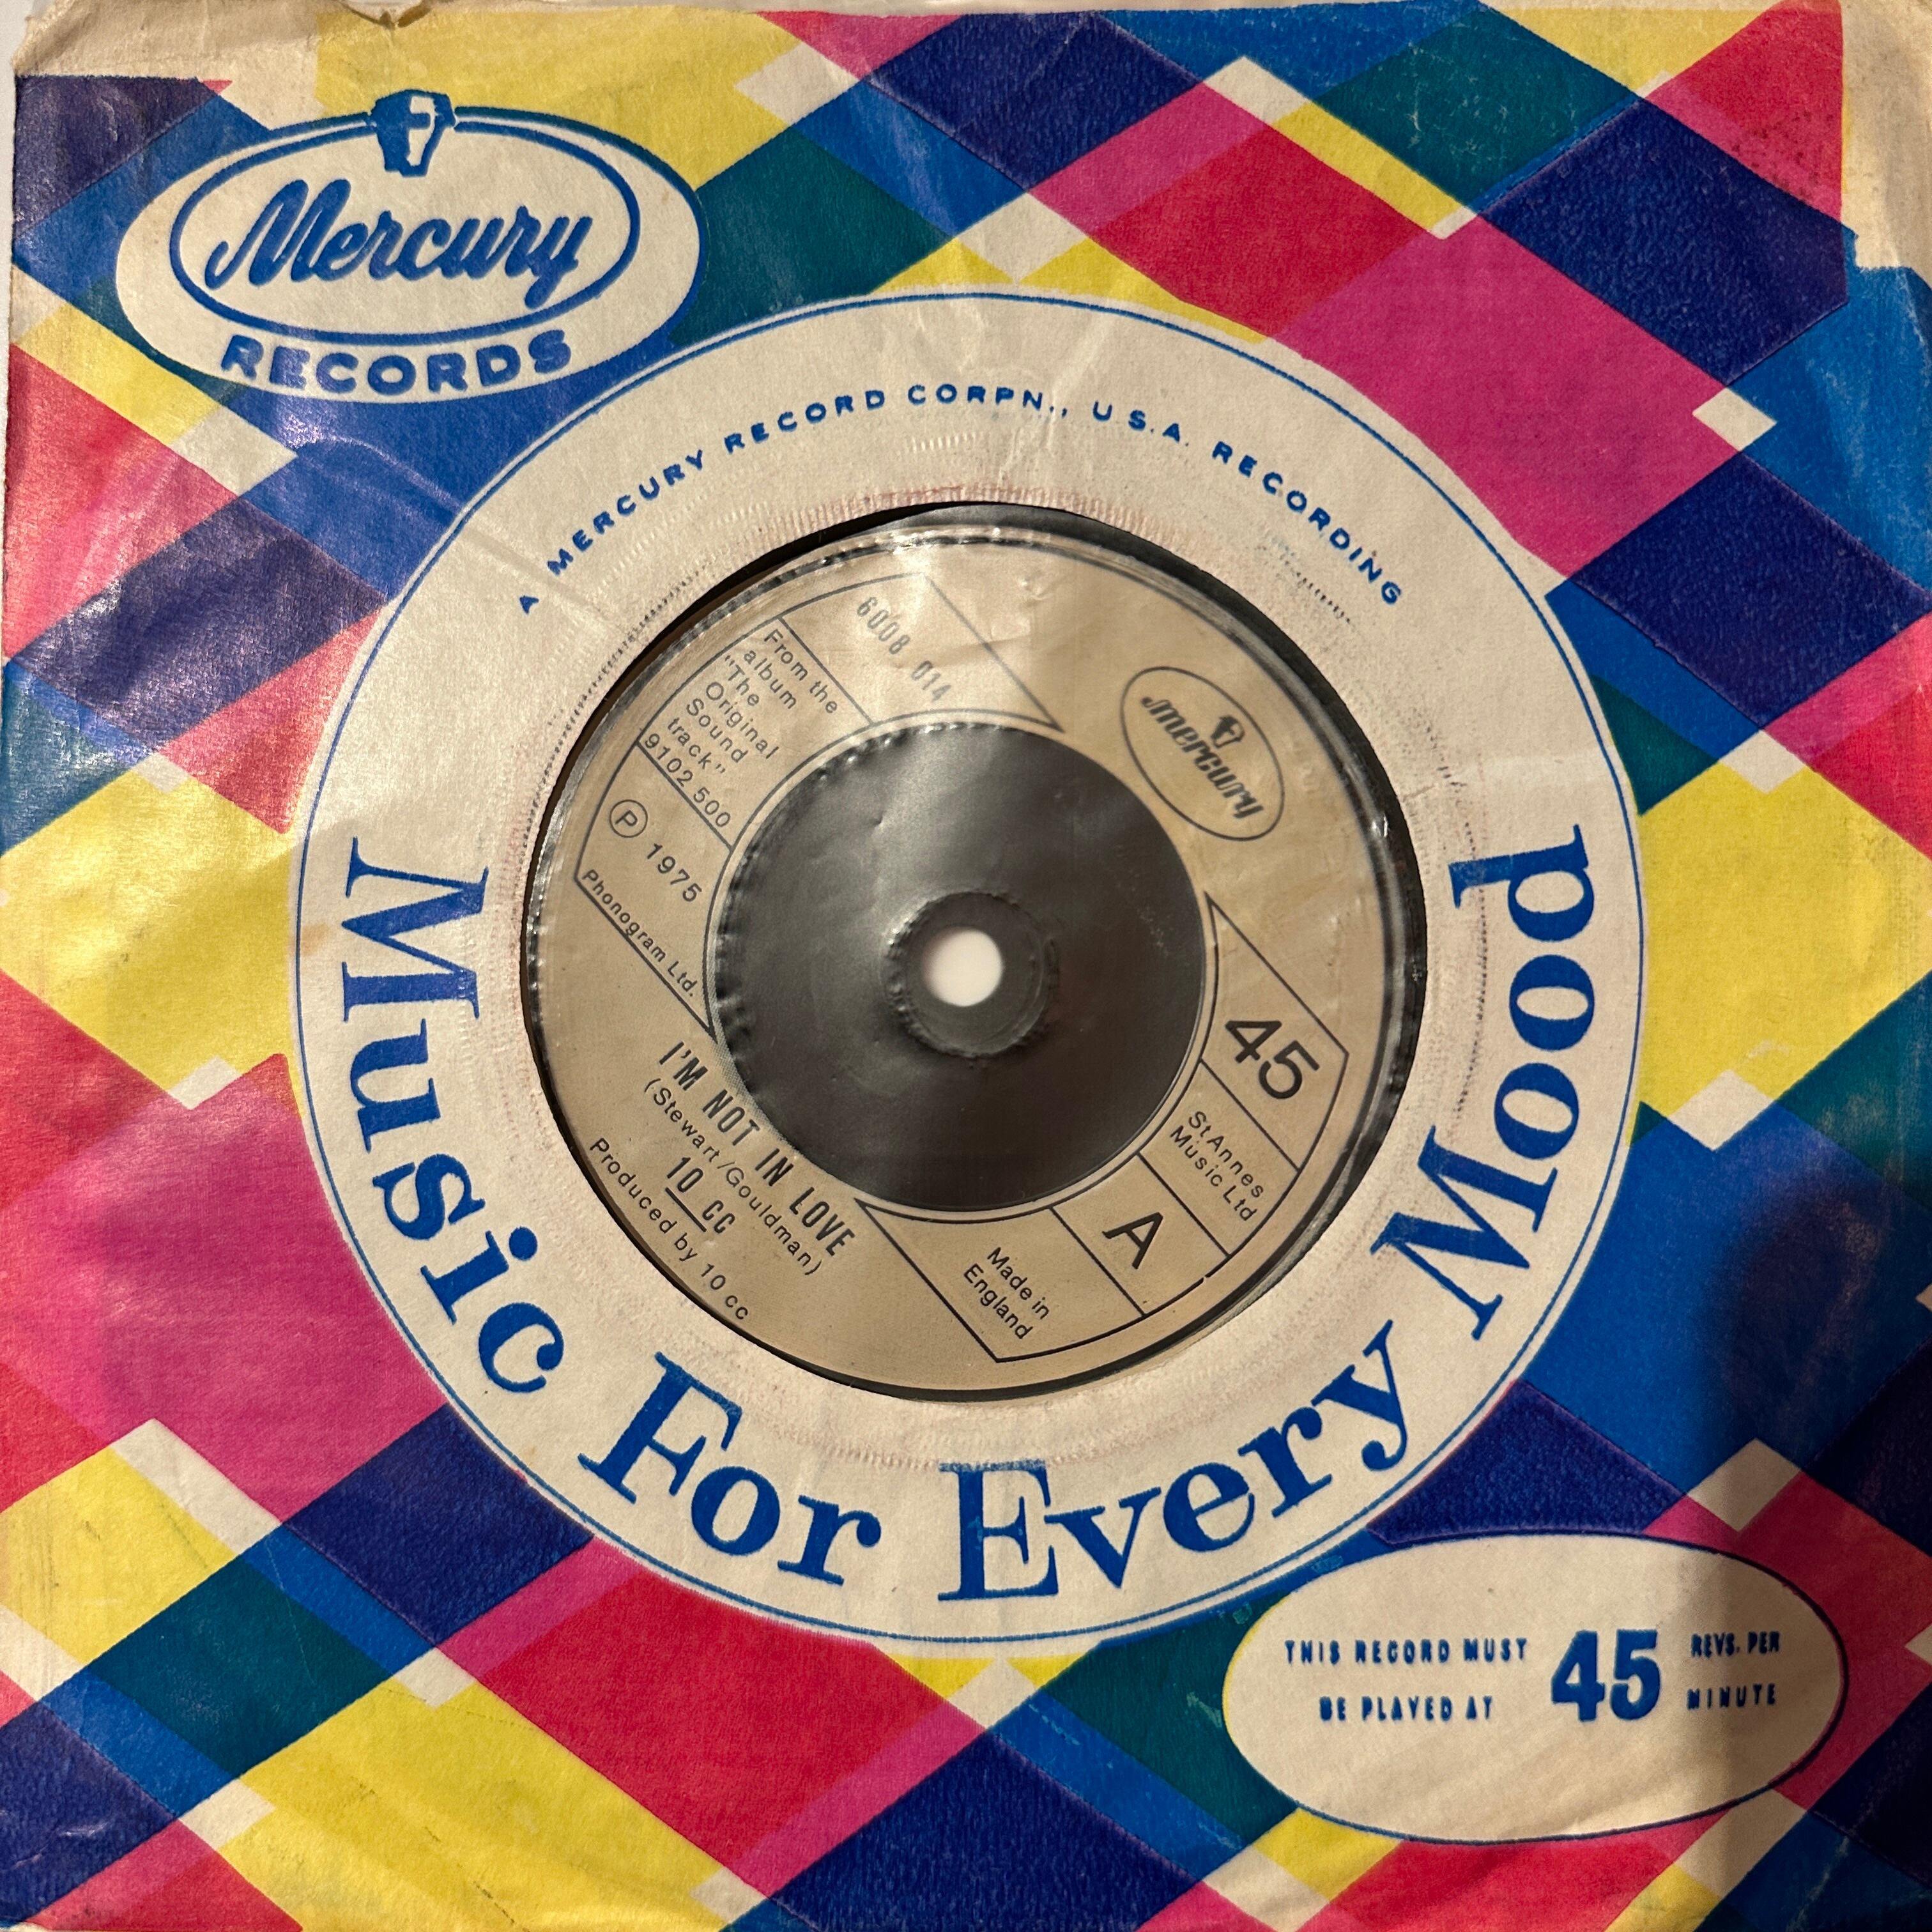 Mercury
RECORDS
A MERCURY RECORD CORPN., U.S.A. RECORDING
6008 014
mercury
From the
album
"The
Original
Sound
track"
9102 500
Ⓟ 1975
Phonogram Ltd.
45
St Annes
Music Ltd
A
Made in
England
I'M NOT IN LOVE
(Stewart/Gouldman)
10 CC
Produced by 10 cc
Music For Every Mood
THIS RECORD MUST
BE PLAYED AT
45
REVS. PER
MINUTE